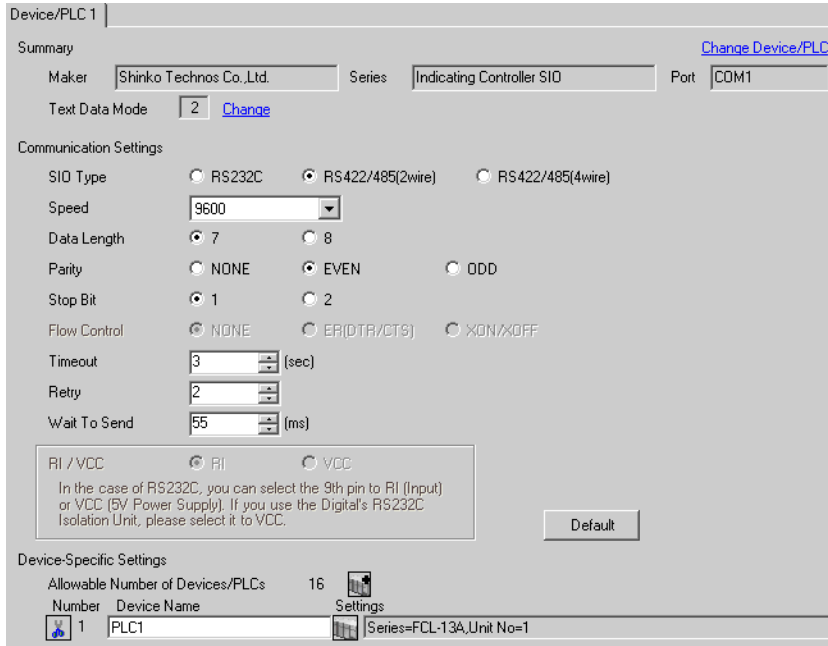 Device/PLC 1
Summary Change Device/PLC
Maker Shinko Technos Co.,Ltd. Series Indicating Controller SIO Port COM1
Text Data Mode 2 Change
Communication Settings
SIO Type RS232C RS422/485(2wire) RS422/485(4wire)
Speed 9600
Data Length 7 8
Parity NONE EVEN ODD
Stop Bit 1 2
Flow Control NONE ER(DTR/CTS) XON/XOFF
Timeout 3 (sec)
Retry 2
Wait To Send 55 (ms)
RI / VCC RI VCC
In the case of RS232C, you can select the 9th pin to RI (Input)
or VCC (5V Power Supply). If you use the Digital's RS232C
Isolation Unit, please select it to VCC.
Default
Device-Specific Settings
Allowable Number of Devices/PLCs 16
Number Device Name Settings
1 PLC1 Series=FCL-13A,Unit No=1